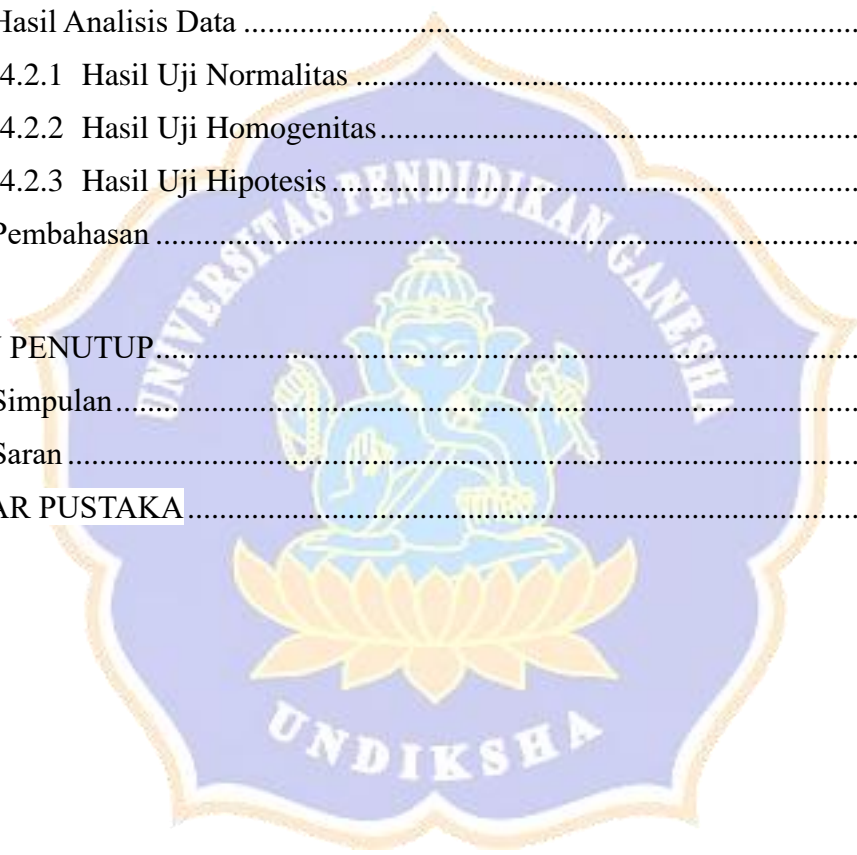 Hasil Analisis Data ........................................................................
4.2.1 Hasil Uji Normalitas ............................................................
4.2.2 Hasil Uji Homogenitas.........................................................
4.2.3 Hasil Uji Hipotesis ...............................................................
Pembahasan ...................................................................................
PENUTUP.......................................................................................
Simpulan.........................................................................................
Saran ...............................................................................................
AR PUSTAKA ..............................................................................
UNIVERSITAS PENDIDIKAN GANESHA
UNDIKSHA